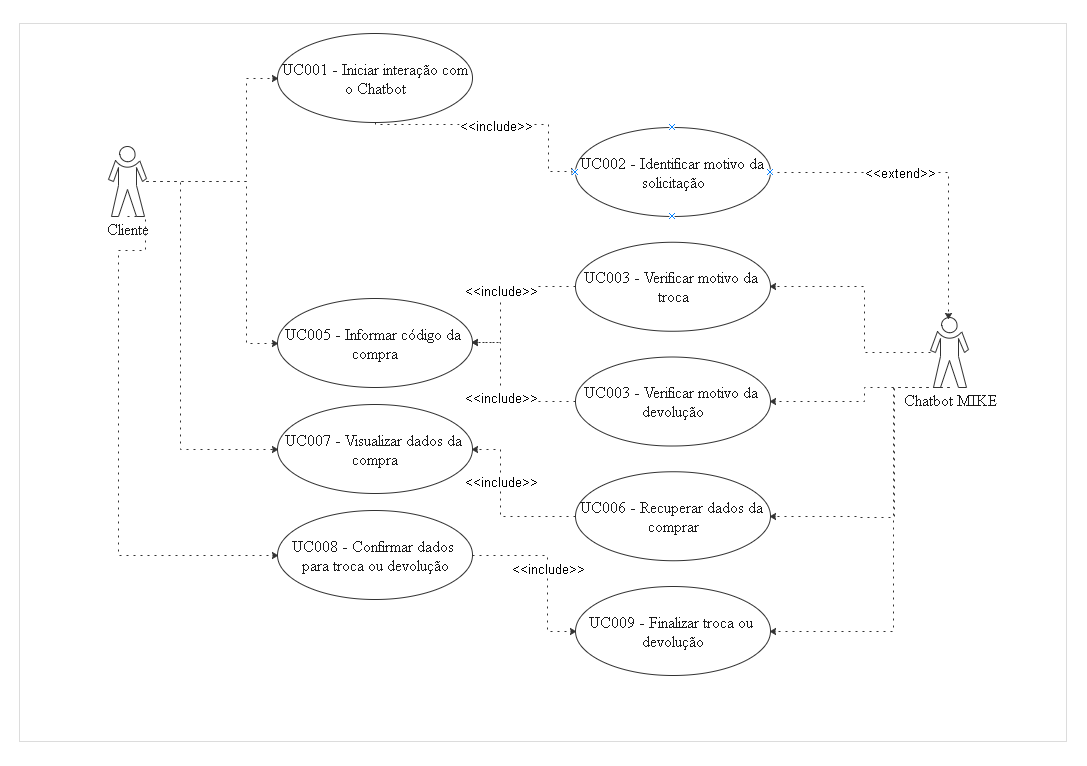 UC001 - Iniciar interação com
o Chatbot
<<include>>
UC002 - Identificar motivo da
solicitação
<<extend>>
Cliente
UC003 - Verificar motivo da
troca
<<include>>
UC005 - Informar código da
compra
UC003 - Verificar motivo da
devolução
<<include>>
Chatbot MIKE
UC007 - Visualizar dados da
compra
<<include>>
UC006 - Recuperar dados da
comprar
UC008 - Confirmar dados
para troca ou devolução
<<include>>
UC009 - Finalizar troca ou
devolução